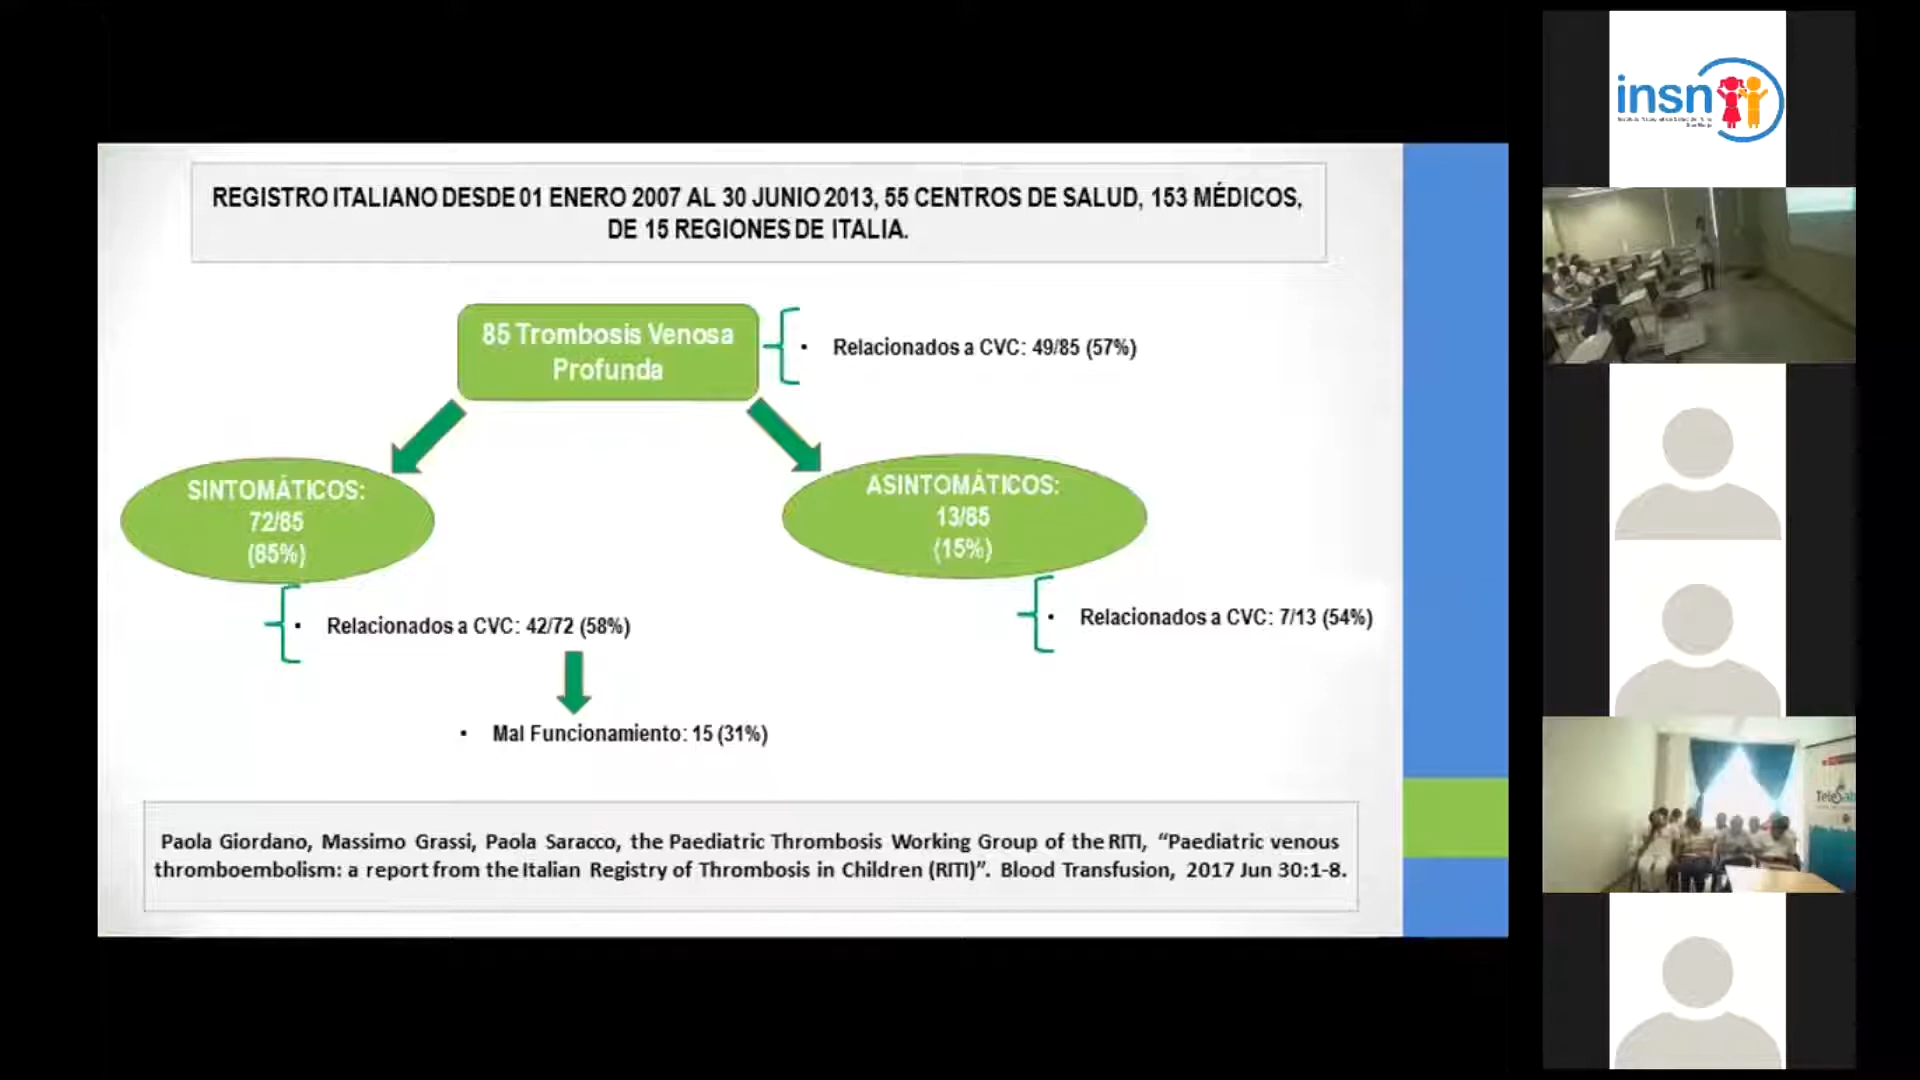 REGISTRO ITALIANO DESDE 01 ENERO 2007 AL 30 JUNIO 2013, 55 CENTROS DE SALUD, 153 MÉDICOS,
DE 15 REGIONES DE ITALIA.
85 Trombosis Venosa
Profunda
• Relacionados a CVC: 49/85 (57%)
SINTOMÁTICOS:
72/85
(85%)
ASINTOMÁTICOS:
13/85
(15%)
• Relacionados a CVC: 42/72 (58%)
• Relacionados a CVC: 7/13 (54%)
• Mal Funcionamiento: 15 (31%)
Paola Giordano, Massimo Grassi, Paola Saracco, the Paediatric Thrombosis Working Group of the RITI, “Paediatric venous
thromboembolism: a report from the Italian Registry of Thrombosis in Children (RITI)”. Blood Transfusion, 2017 Jun 30:1-8.
insn